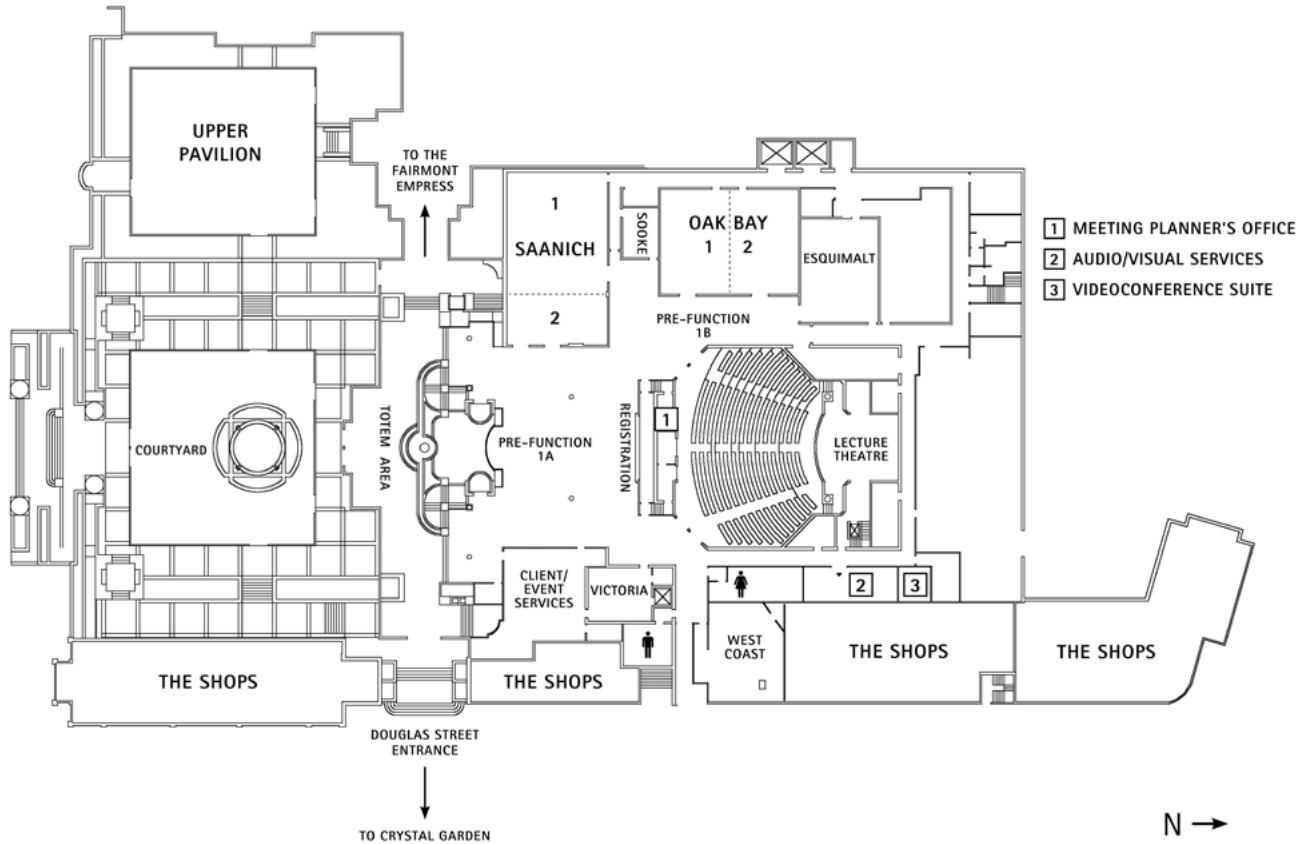 UPPER
PAVILION
TO THE
FAIRMONT
EMPRESS
1
SAANICH
2
SOOKE
OAK BAY
1 2
ESQUIMALT
1 MEETING PLANNER'S OFFICE
2 AUDIO/VISUAL SERVICES
3 VIDEOCONFERENCE SUITE
PRE-FUNCTION
1B
COURTYARD
TOTEM AREA
PRE-FUNCTION
1A
REGISTRATION
1
LECTURE
THEATRE
CLIENT/
EVENT
SERVICES
VICTORIA
2
3
WEST
COAST
THE SHOPS
THE SHOPS
THE SHOPS
THE SHOPS
DOUGLAS STREET
ENTRANCE
TO CRYSTAL GARDEN
N